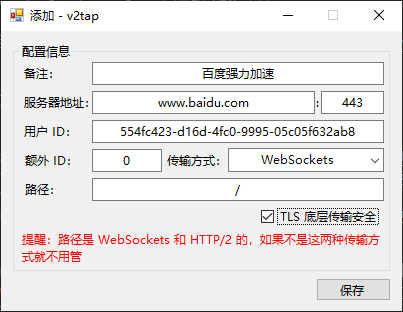 添加 - v2tap
配置信息
备注： 百度强力加速
服务器地址： www.baidu.com : 443
用户 ID： 554fc423-d16d-4fc0-9995-05c05f632ab8
额外 ID： 0 传输方式： WebSockets
路径： /
TLS 底层传输安全
提醒：路径是 WebSockets 和 HTTP/2 的，如果不是这两种传输方
式就不用管
保存